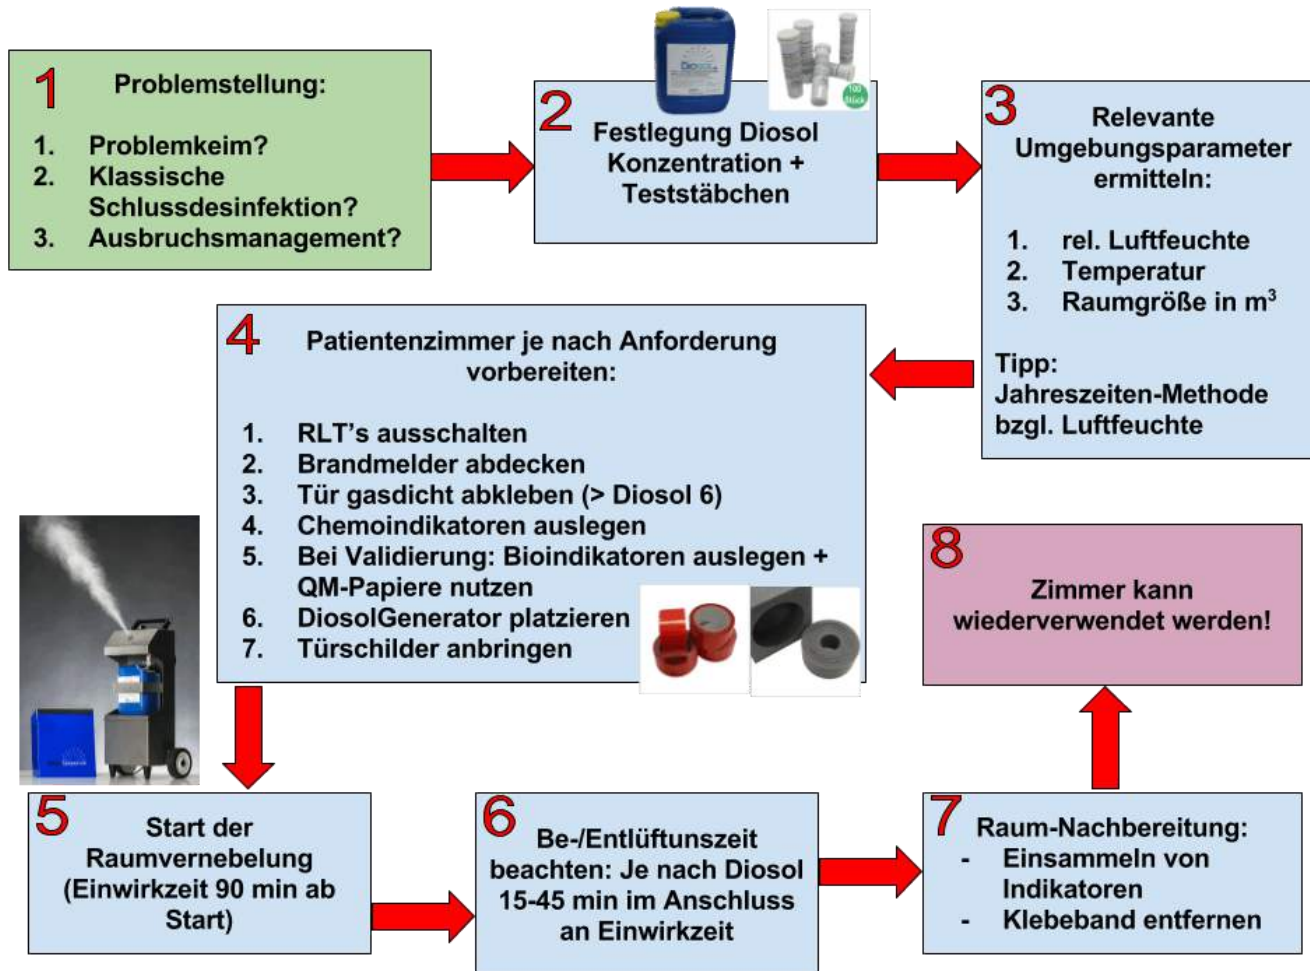 1 Problemstellung:
1. Problemkeim?
2. Klassische
Schlussdesinfektion?
3. Ausbruchsmanagement?
Diosol
100
Stück
2 Festlegung Diosol
Konzentration +
Teststäbchen
3 Relevante
Umgebungsparameter
ermitteln:
1. rel. Luftfeuchte
2. Temperatur
3. Raumgröße in m³
Tipp:
Jahreszeiten-Methode
bzgl. Luftfeuchte
4 Patientenzimmer je nach Anforderung
vorbereiten:
1. RLT's ausschalten
2. Brandmelder abdecken
3. Tür gasdicht abkleben (> Diosol 6)
4. Chemoindikatoren auslegen
5. Bei Validierung: Bioindikatoren auslegen +
QM-Papiere nutzen
6. DiosolGenerator platzieren
7. Türschilder anbringen
5 Start der
Raumvernebelung
(Einwirkzeit 90 min ab
Start)
6 Be-/Entlüftunszeit
beachten: Je nach Diosol
15-45 min im Anschluss
an Einwirkzeit
7 Raum-Nachbereitung:
- Einsammeln von
Indikatoren
- Klebeband entfernen
8 Zimmer kann
wiederverwendet werden!